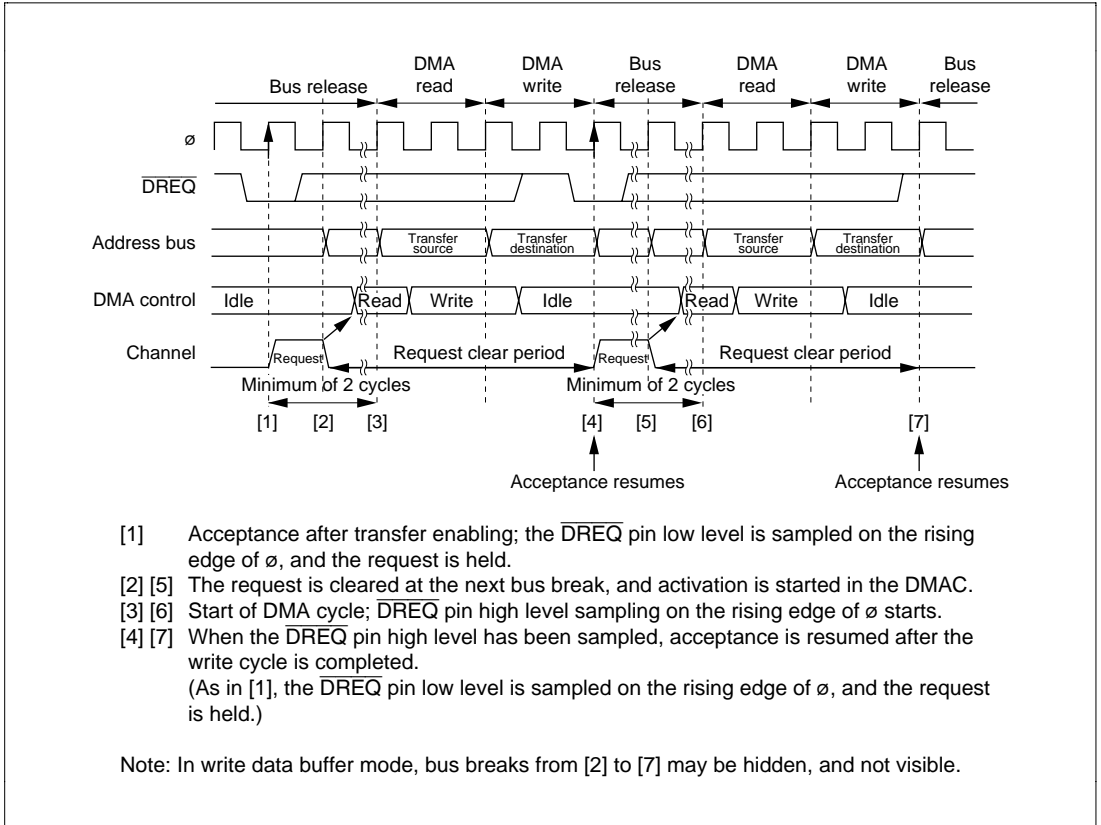 Bus release
DMA read
DMA write
Bus release
DMA read
DMA write
Bus release
ø
DREQ
Address bus
Transfer source
Transfer destination
Transfer source
Transfer destination
DMA control
Idle
Read
Write
Idle
Read
Write
Idle
Channel
Request
Request clear period
Request
Request clear period
Minimum of 2 cycles
Minimum of 2 cycles
[1] [2] [3] [4] [5] [6] [7]
Acceptance resumes
Acceptance resumes
[1] Acceptance after transfer enabling; the DREQ pin low level is sampled on the rising
edge of ø, and the request is held.
[2] [5] The request is cleared at the next bus break, and activation is started in the DMAC.
[3] [6] Start of DMA cycle; DREQ pin high level sampling on the rising edge of ø starts.
[4] [7] When the DREQ pin high level has been sampled, acceptance is resumed after the
write cycle is completed.
(As in [1], the DREQ pin low level is sampled on the rising edge of ø, and the request
is held.)
Note: In write data buffer mode, bus breaks from [2] to [7] may be hidden, and not visible.